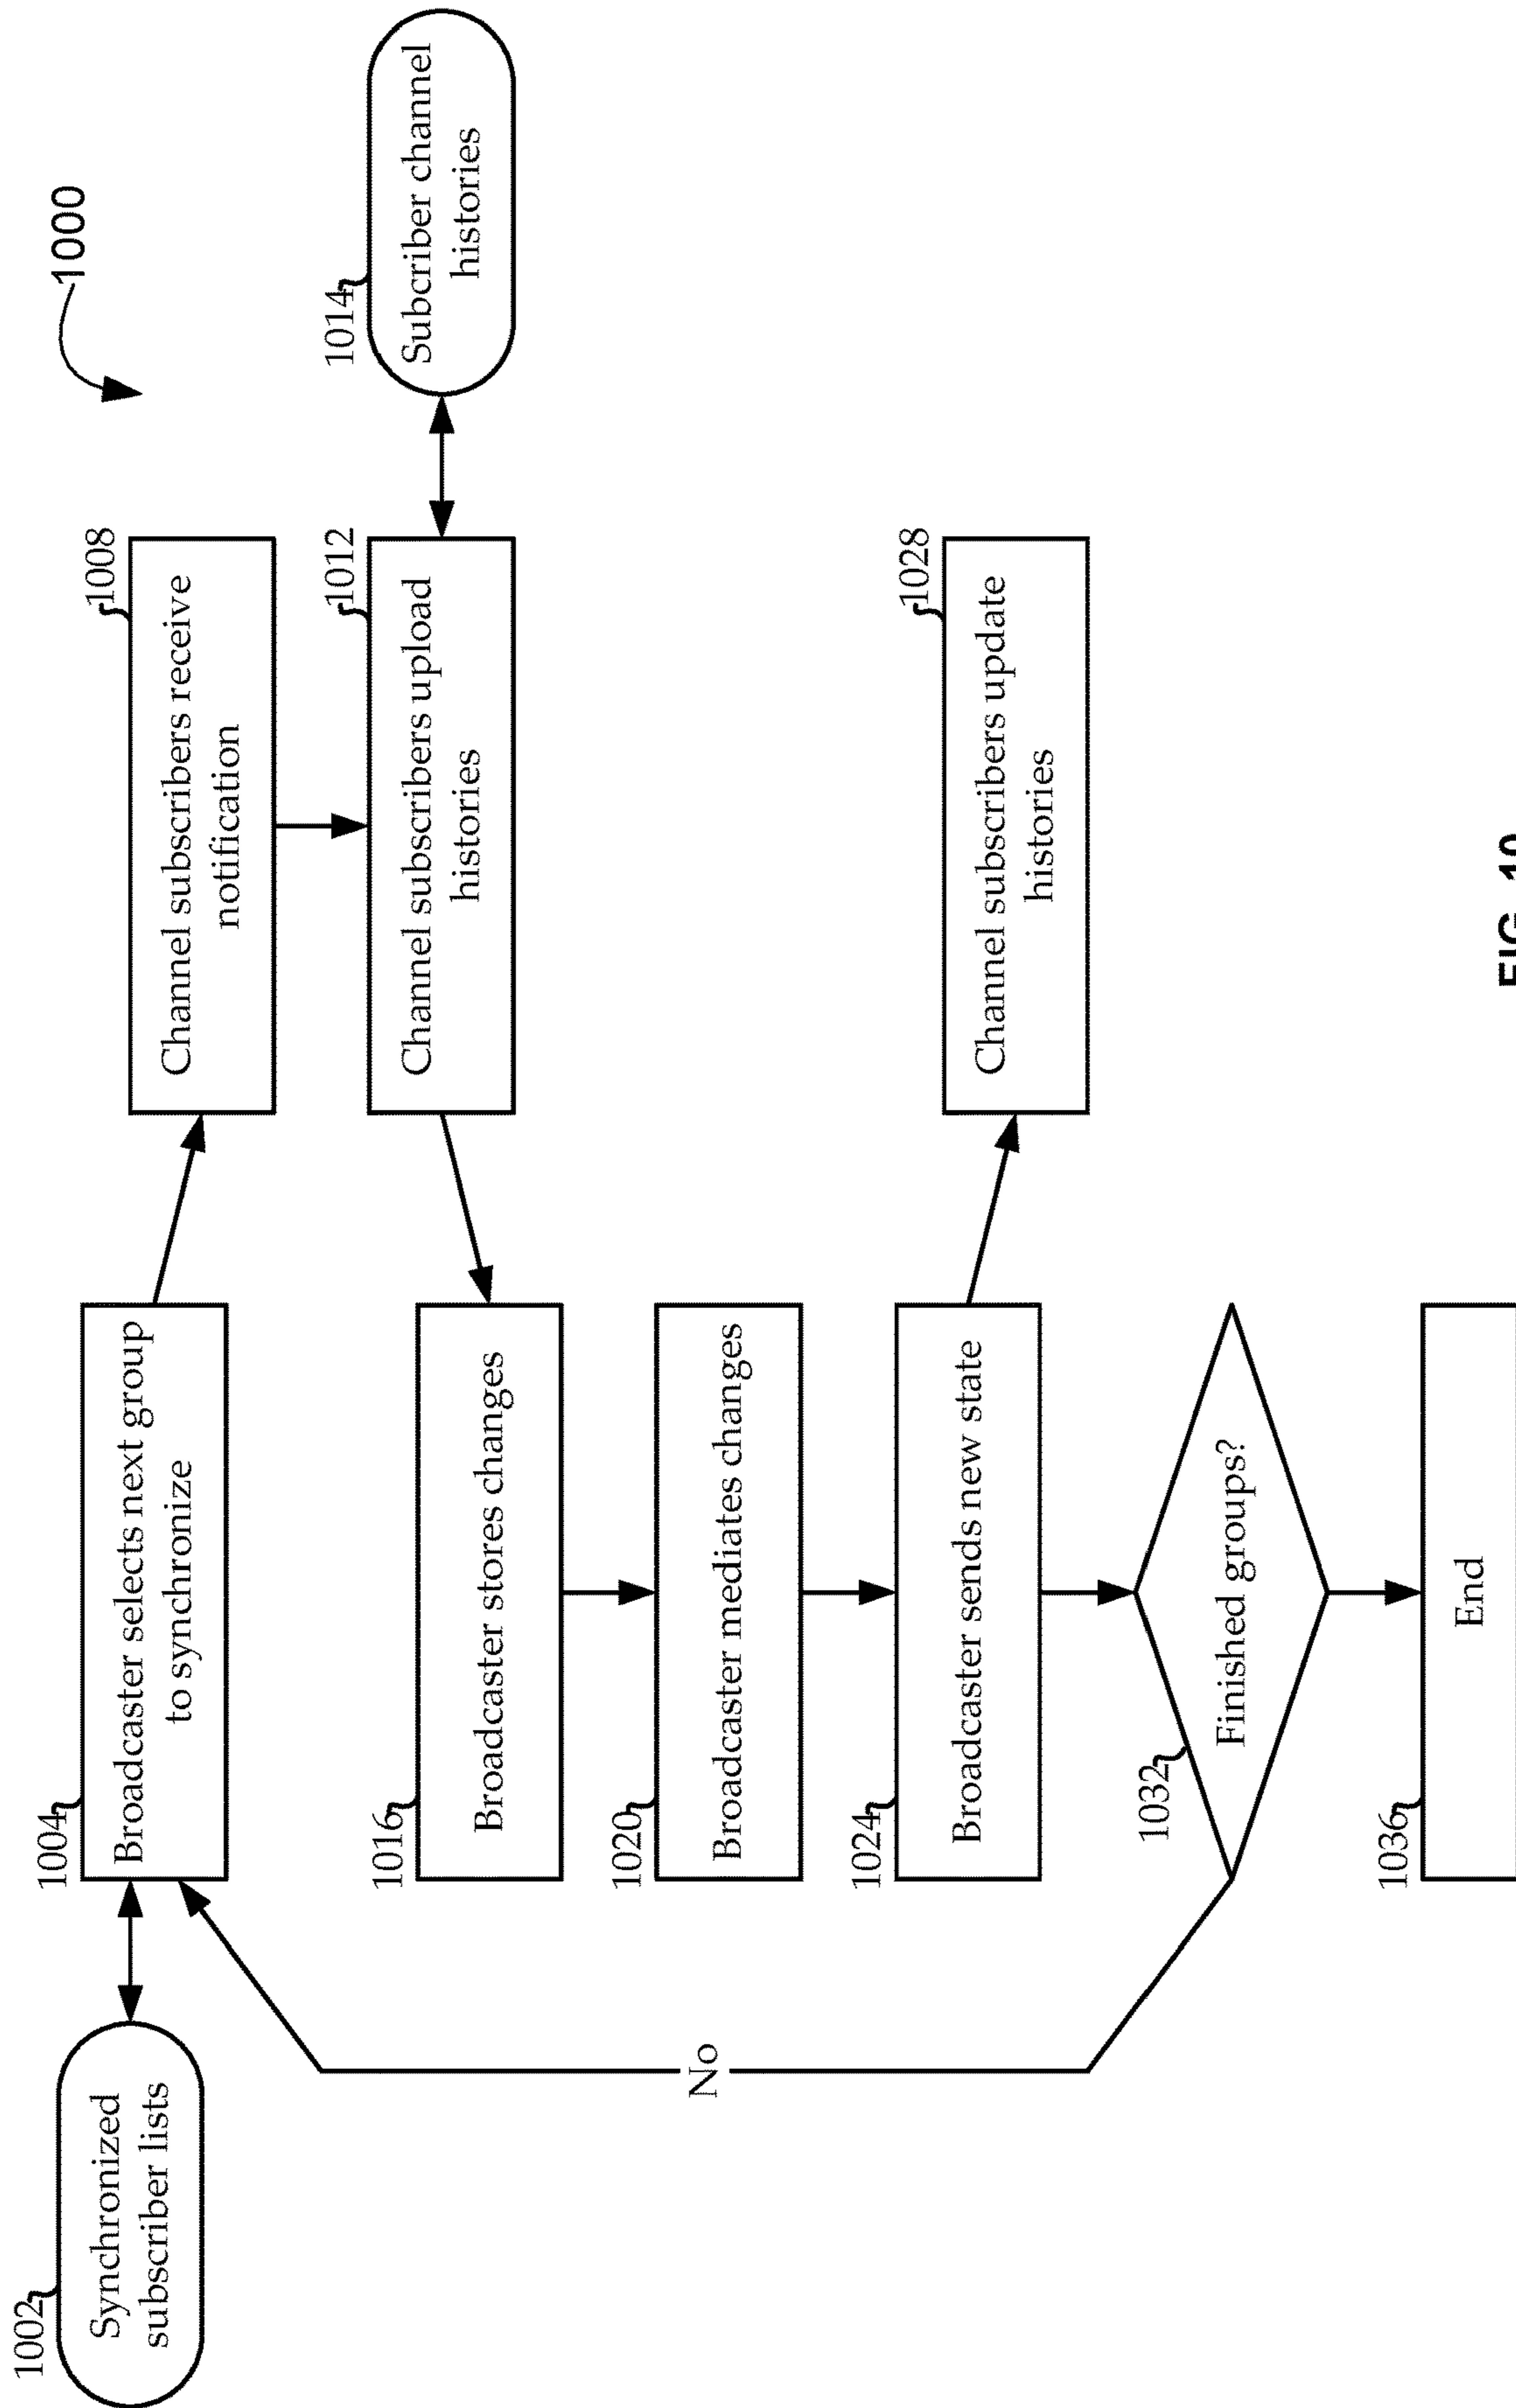 1000
1002
Synchronized
subscriber lists
1004
Broadcaster selects next group
to synchronize
1008
Channel subscribers receive
notification
1012
Channel subscribers upload
histories
1014
Subcriber channel
histories
1016
Broadcaster stores changes
1020
Broadcaster mediates changes
1024
Broadcaster sends new state
1028
Channel subscribers update
histories
1032
Finished groups?
No
1036
End
FIG. 10